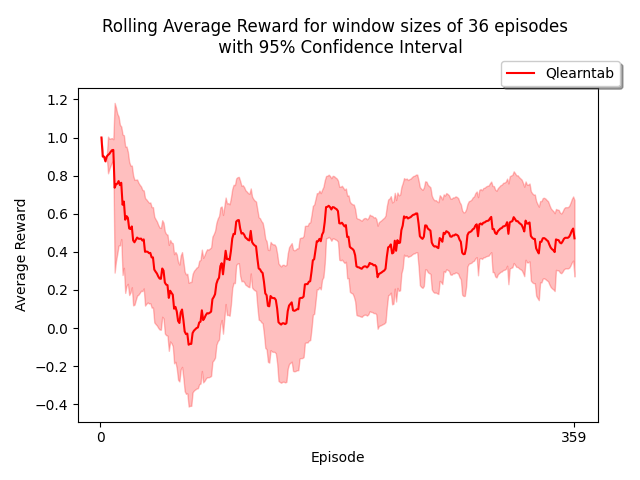 Rolling Average Reward for window sizes of 36 episodes
with 95% Confidence Interval
Qlearntab
1.2
1.0
0.8
0.6
0.4
0.2
0.0
−0.2
−0.4
Average Reward
0
359
Episode